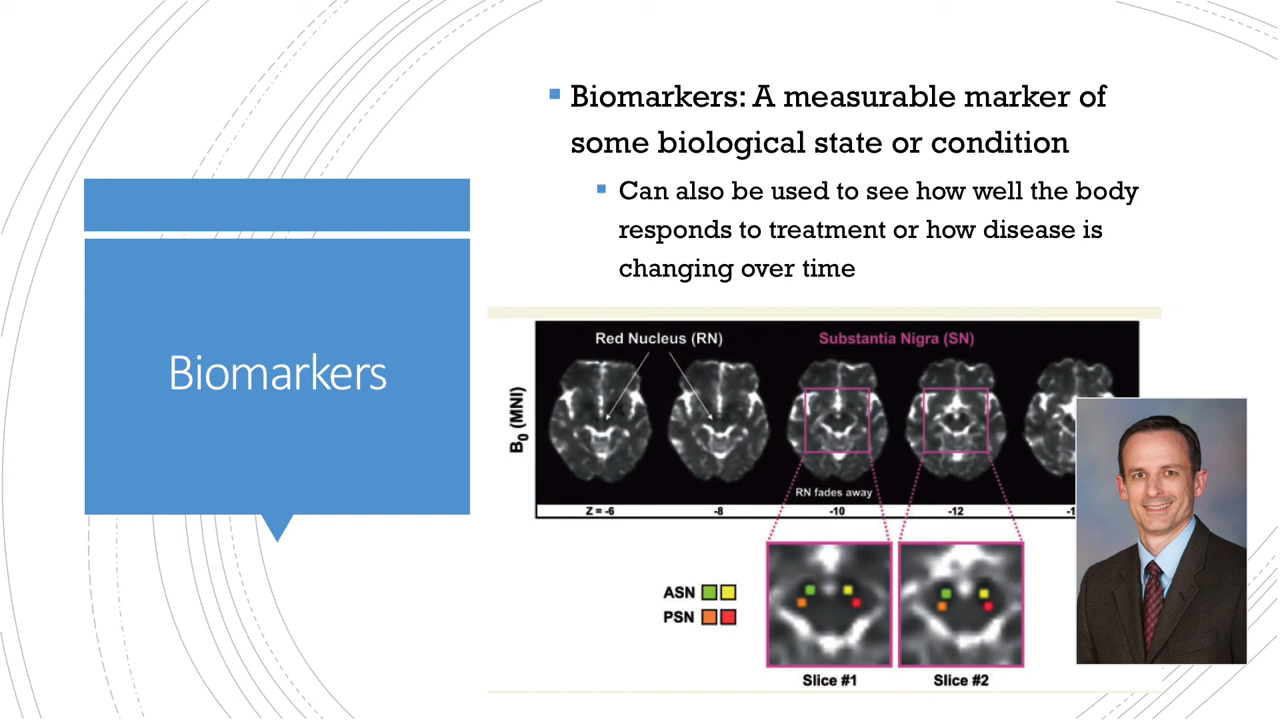 Biomarkers: A measurable marker of
some biological state or condition
Can also be used to see how well the body
responds to treatment or how disease is
changing over time
Biomarkers
Red Nucleus (RN)
Substantia Nigra (SN)
B0 (MNI)
RN fades away
Z = -6 -8 -10 -12
ASN
PSN
Slice #1 Slice #2